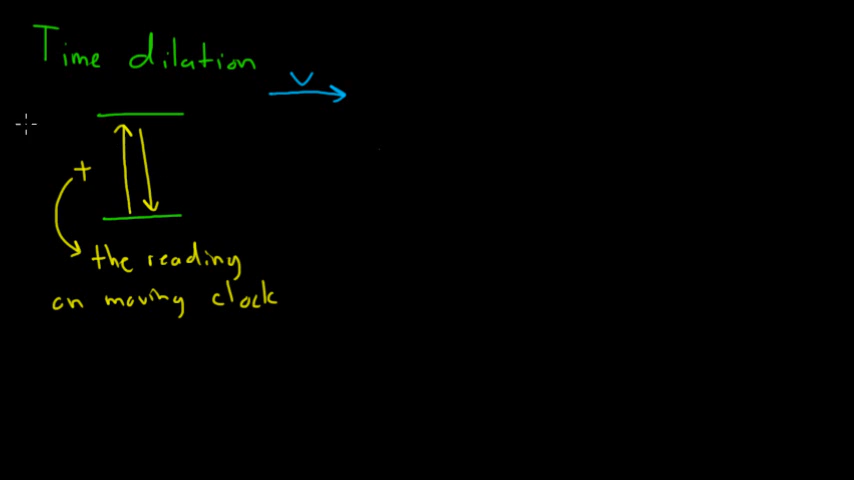 Time dilation
v
t
the reading
on moving clock